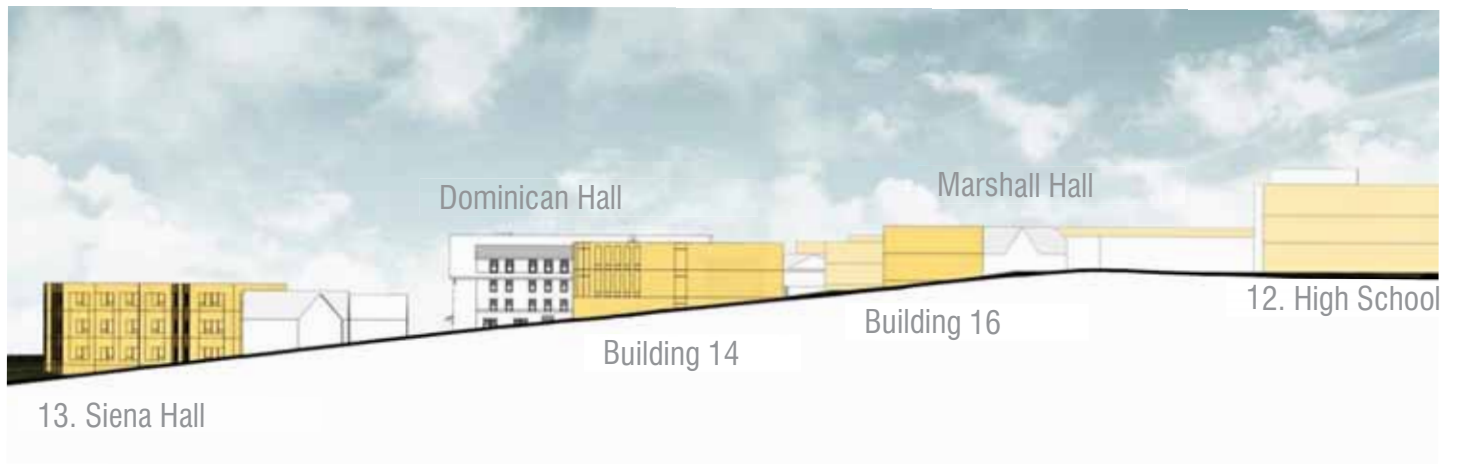 Dominican Hall
Marshall Hall
12. High School
Building 16
Building 14
13. Siena Hall